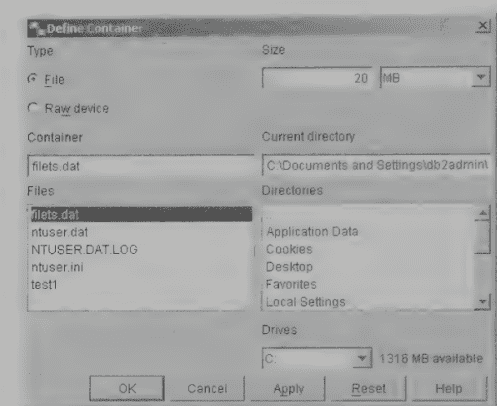 Define Container
Type
Size
File
20 MB
Raw device
Container
Current directory
filets.dat
C:\Documents and Settings\db2admin\
Files
Directories
filets.dat
ntuser.dat
Application Data
NTUSER.DAT.LOG
Cookies
ntuser.ini
Desktop
test1
Favorites
Local Settings
Drives
C:
1316 MB available
OK Cancel Apply Reset Help